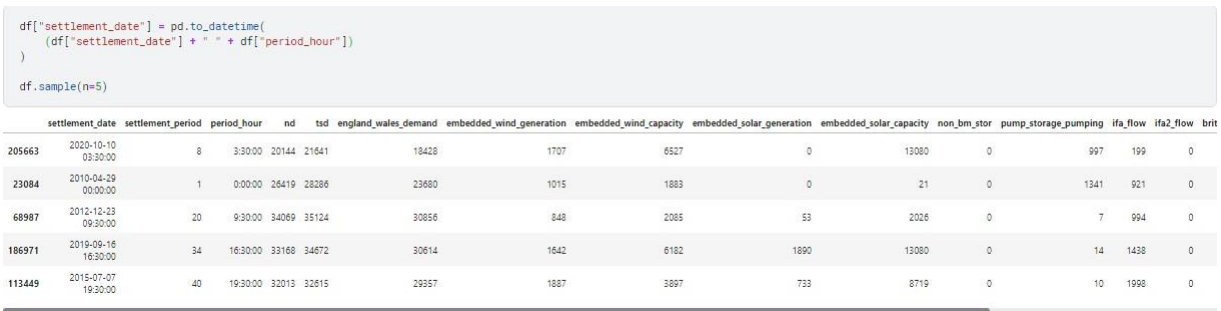 df["settlement_date"] = pd.to_datetime(
(df["settlement_date"] + " " + df["period_hour"])
)
df.sample(n=5)
settlement_date settlement_period period_hour nd tsd england_wales_demand embedded_wind_generation embedded_wind_capacity embedded_solar_generation embedded_solar_capacity non_bm_stor pump_storage_pumping ifa_flow ifa2_flow brit
205663 2020-10-10 03:30:00 8 3:30:00 20144 21641 18428 1707 6527 0 13080 0 997 199 0
23084 2010-04-29 00:00:00 1 0:00:00 26419 28286 23680 1015 1883 0 21 0 1341 921 0
68987 2012-12-23 09:30:00 20 9:30:00 34069 35124 30856 848 2085 53 2026 0 7 994 0
186971 2019-09-16 16:30:00 34 16:30:00 33168 34672 30614 1642 6182 1890 13080 0 14 1438 0
113449 2015-07-07 19:30:00 40 19:30:00 32013 32615 29357 1887 3897 733 8719 0 10 1998 0